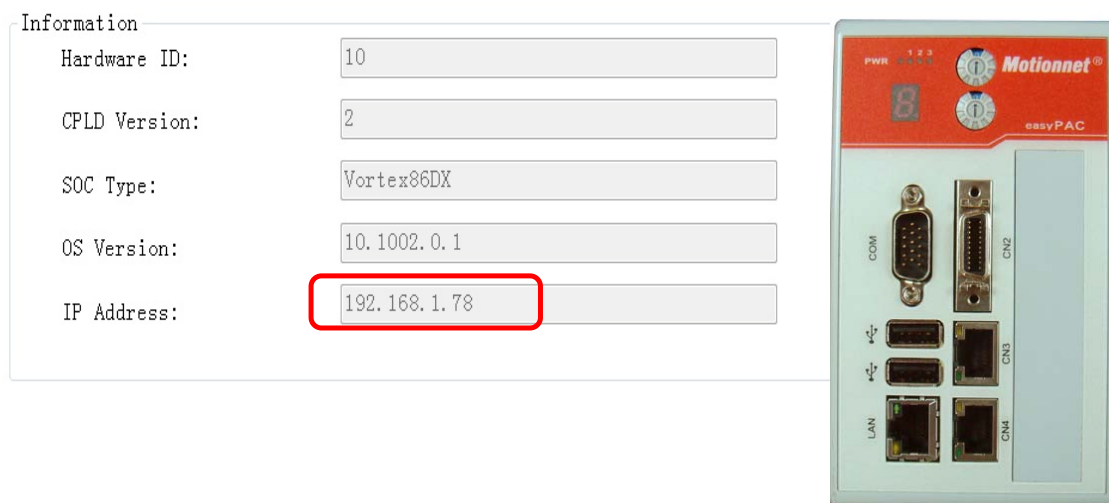 Information
Hardware ID: 10
CPLD Version: 2
SOC Type: Vortex86DX
OS Version: 10.1002.0.1
IP Address: 192.168.1.78
1 2 3
PWR
Motionnet®
easyPAC
COM
CN2
CN3
LAN
CN4